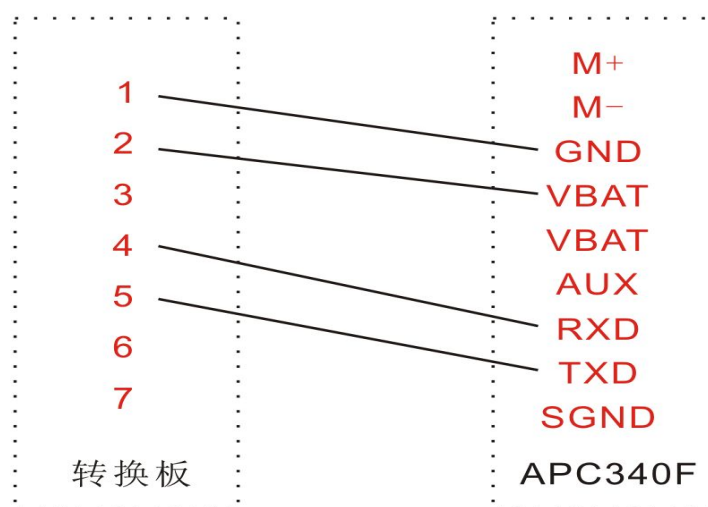 1
2
3
4
5
6
7
转换板
M+
M-
GND
VBAT
VBAT
AUX
RXD
TXD
SGND
APC340F